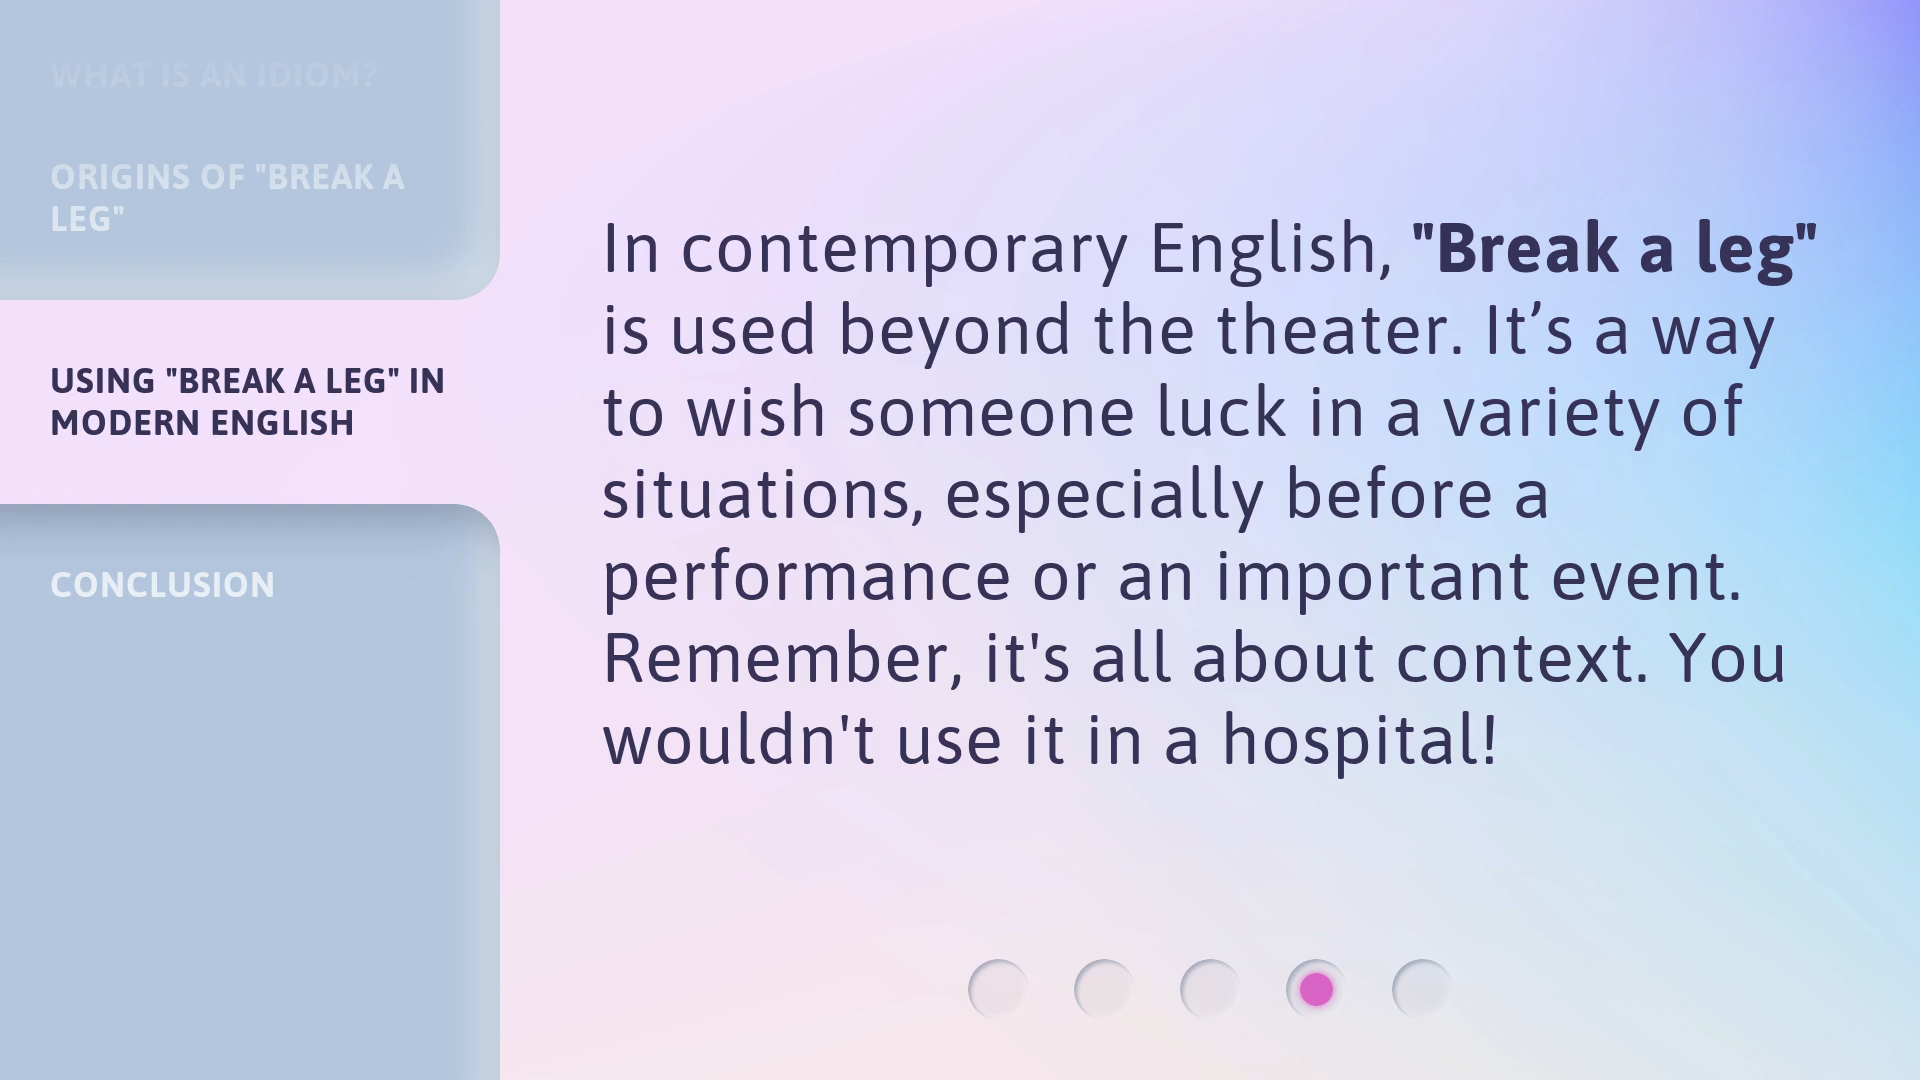 WHAT IS AN IDIOM?
ORIGINS OF "BREAK A
LEG"
USING "BREAK A LEG" IN
MODERN ENGLISH
CONCLUSION
In contemporary English, "Break a leg"
is used beyond the theater. It’s a way
to wish someone luck in a variety of
situations, especially before a
performance or an important event.
Remember, it's all about context. You
wouldn't use it in a hospital!